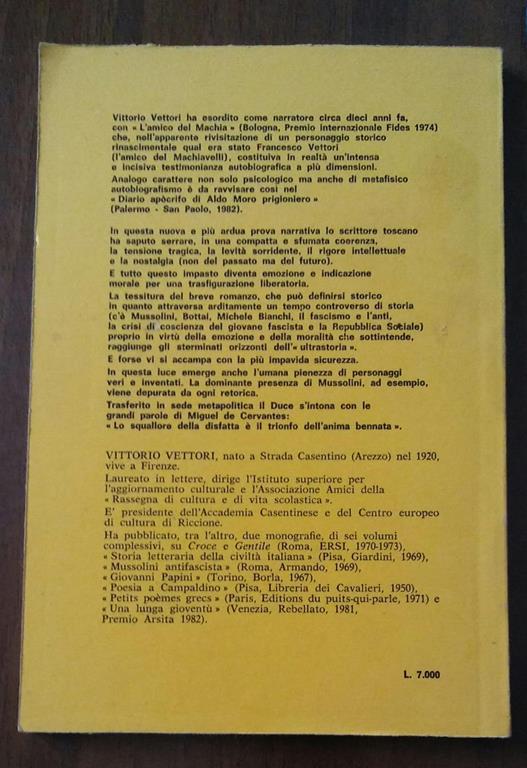 Vittorio Vettori ha esordito come narratore circa dieci anni fa,
con « L'amico del Machia » (Bologna, Premio internazionale Fides 1974)
che, nell'apparente rivisitazione di un personaggio storico
rinascimentale qual era stato Francesco Vettori
(l'amico del Machiavelli), costituiva in realtà un'intensa
e incisiva testimonianza autobiografica a più dimensioni.
Analogo carattere non solo psicologico ma anche di metafisico
autobiografismo è da ravvisare così nel
« Diario apòcrifo di Aldo Moro prigioniero »
(Palermo - San Paolo, 1982).
In questa nuova e più ardua prova narrativa lo scrittore toscano
ha saputo serrare, in una compatta e sfumata coerenza,
la tensione tragica, la levità sorridente, il rigore intellettuale
e la nostalgia (non del passato ma del futuro).
E tutto questo impasto diventa emozione e indicazione
morale per una trasfigurazione liberatoria.
La tessitura del breve romanzo, che può definirsi storico
in quanto attraversa arditamente un tempo controverso di storia
(c'è Mussolini, Bottai, Michele Bianchi, il fascismo e l'anti,
la crisi di coscienza del giovane fascista e la Repubblica Sociale)
proprio in virtù della emozione e della moralità che sottintende,
raggiunge gli sterminati orizzonti dell'« ultrastoria ».
E forse vi si accampa con la più impavida sicurezza.
In questa luce emerge anche l'umana pienezza di personaggi
veri e inventati. La dominante presenza di Mussolini, ad esempio,
viene depurata da ogni retorica.
Trasferito in sede metapolitica il Duce s'intona con le
grandi parole di Miguel de Cervantes:
« Lo squallore della disfatta è il trionfo dell'anima bennata ».
VITTORIO VETTORI, nato a Strada Casentino (Arezzo) nel 1920,
vive a Firenze.
Laureato in lettere, dirige l'Istituto superiore per
l'aggiornamento culturale e l'Associazione Amici della
« Rassegna di cultura e di vita scolastica ».
E' presidente dell'Accademia Casentinese e del Centro europeo
di cultura di Riccione.
Ha pubblicato, tra l'altro, due monografie, di sei volumi
complessivi, su Croce e Gentile (Roma, ERSI, 1970-1973),
« Storia letteraria della civiltà italiana » (Pisa, Giardini, 1969),
« Mussolini antifascista » (Roma, Armando, 1969),
« Giovanni Papini » (Torino, Borla, 1967),
« Poesia a Campaldino » (Pisa, Libreria dei Cavalieri, 1950),
« Petits poèmes grecs » (Paris, Editions du puits-qui-parle, 1971) e
« Una lunga gioventù » (Venezia, Rebellato, 1981,
Premio Arsita 1982).
L. 7.000